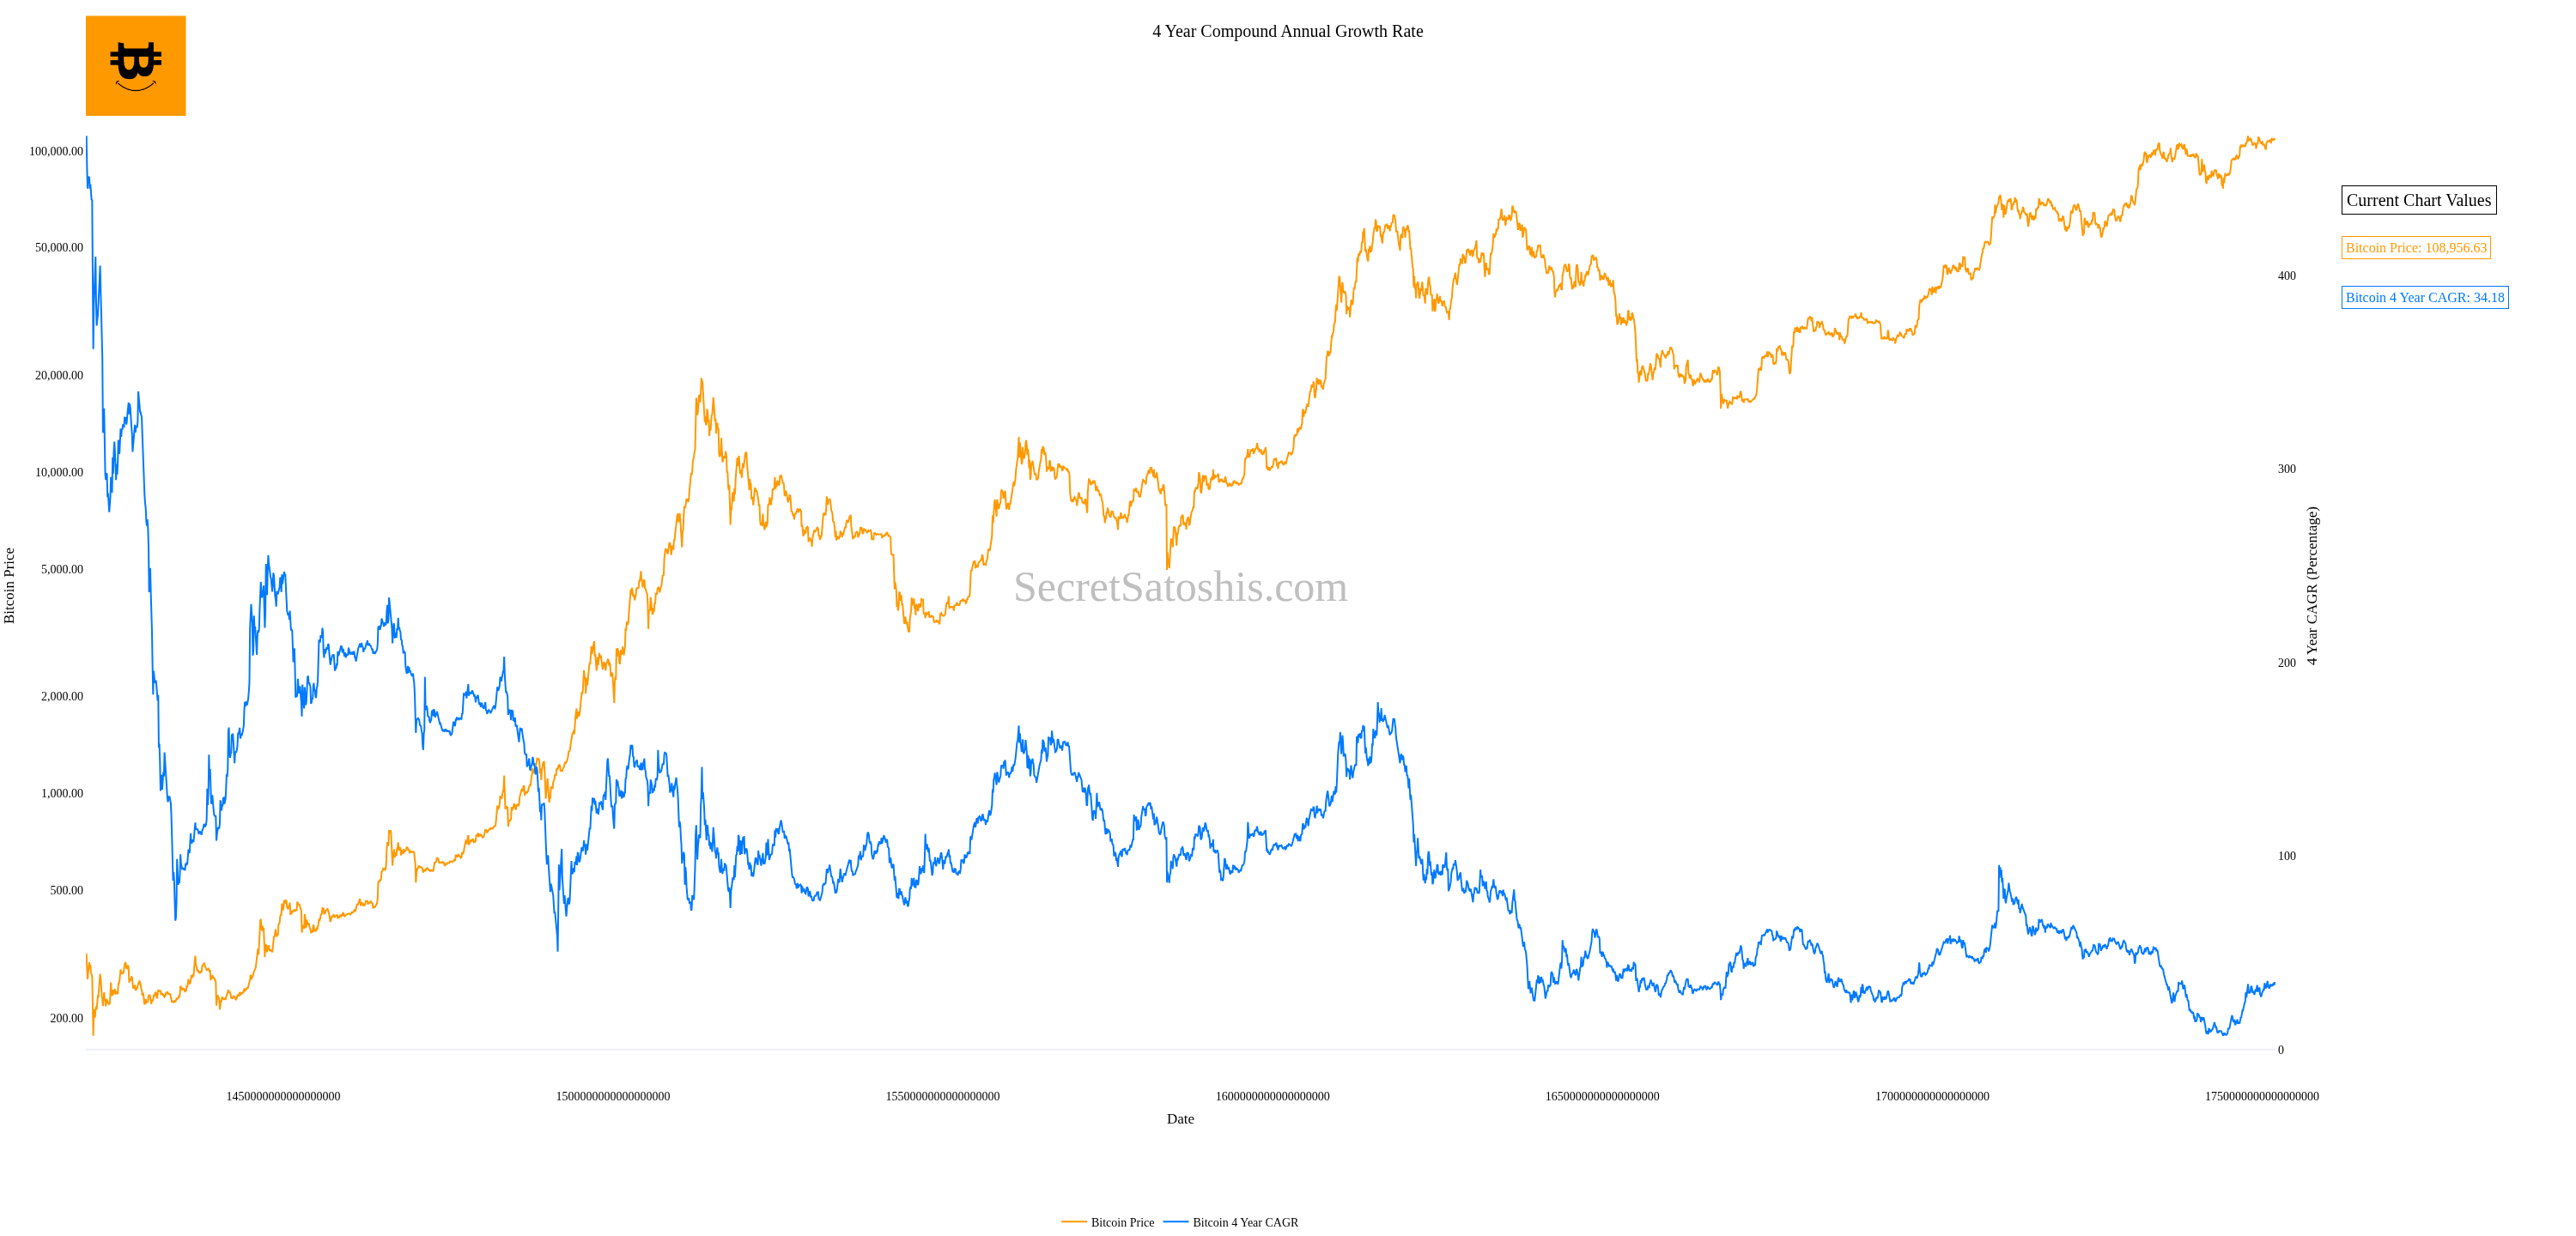 4 Year Compound Annual Growth Rate
100,000.00
50,000.00
20,000.00
10,000.00
5,000.00
2,000.00
1,000.00
500.00
200.00
Bitcoin Price
SecretSatoshis.com
400
300
200
100
0
4 Year CAGR (Percentage)
Current Chart Values
Bitcoin Price: 108,956.63
Bitcoin 4 Year CAGR: 34.18
1450000000000000000
1500000000000000000
1550000000000000000
1600000000000000000
1650000000000000000
1700000000000000000
1750000000000000000
Date
Bitcoin Price
Bitcoin 4 Year CAGR